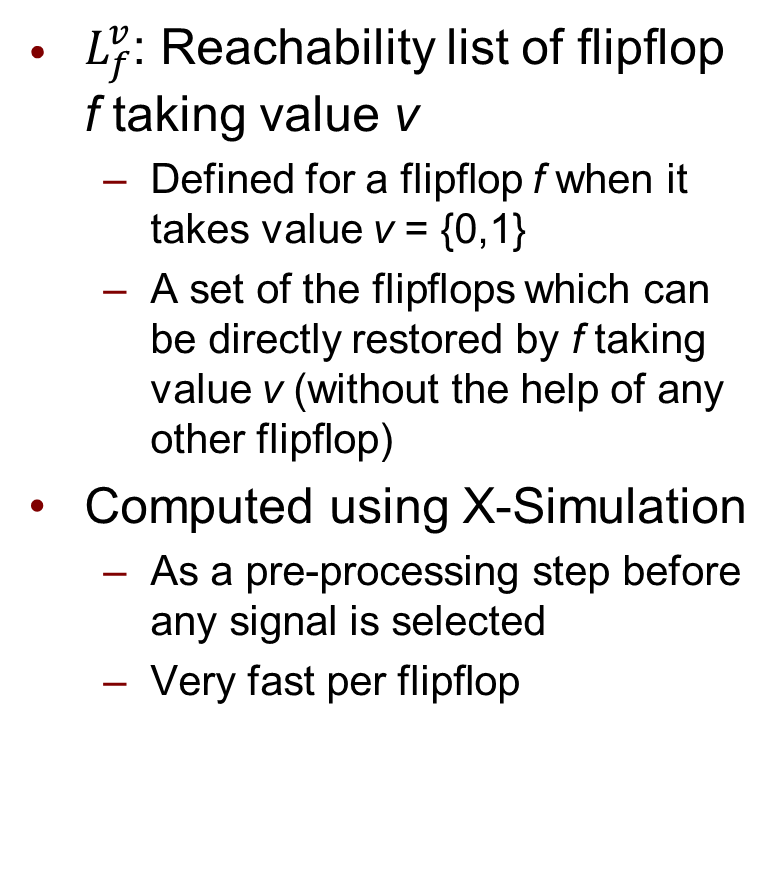 • L_f^v: Reachability list of flipflop
f taking value v
– Defined for a flipflop f when it
takes value v = {0,1}
– A set of the flipflops which can
be directly restored by f taking
value v (without the help of any
other flipflop)
• Computed using X-Simulation
– As a pre-processing step before
any signal is selected
– Very fast per flipflop